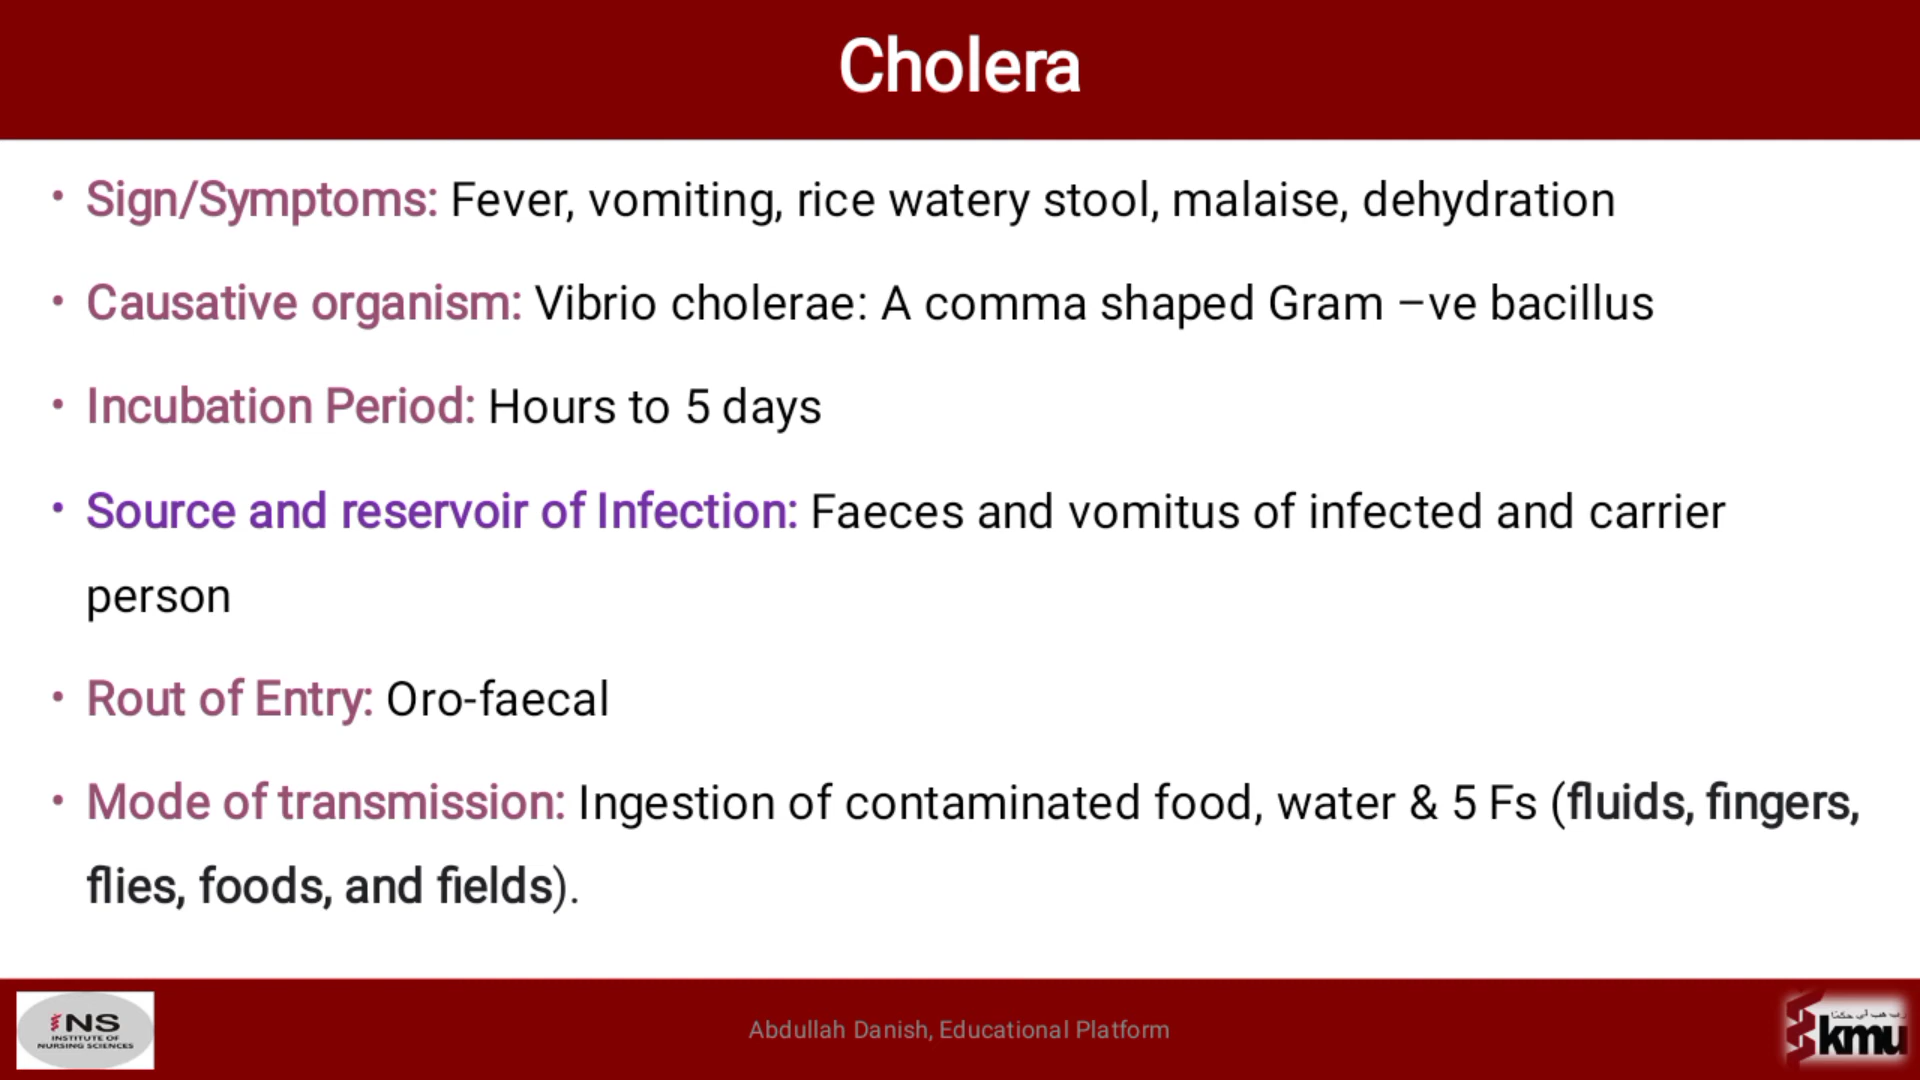 Cholera
• Sign/Symptoms: Fever, vomiting, rice watery stool, malaise, dehydration
• Causative organism: Vibrio cholerae: A comma shaped Gram –ve bacillus
• Incubation Period: Hours to 5 days
• Source and reservoir of Infection: Faeces and vomitus of infected and carrier
person
• Rout of Entry: Oro-faecal
• Mode of transmission: Ingestion of contaminated food, water & 5 Fs (fluids, fingers,
flies, foods, and fields).
iNS
INSTITUTE OF
NURSING SCIENCES
Abdullah Danish, Educational Platform
kmu